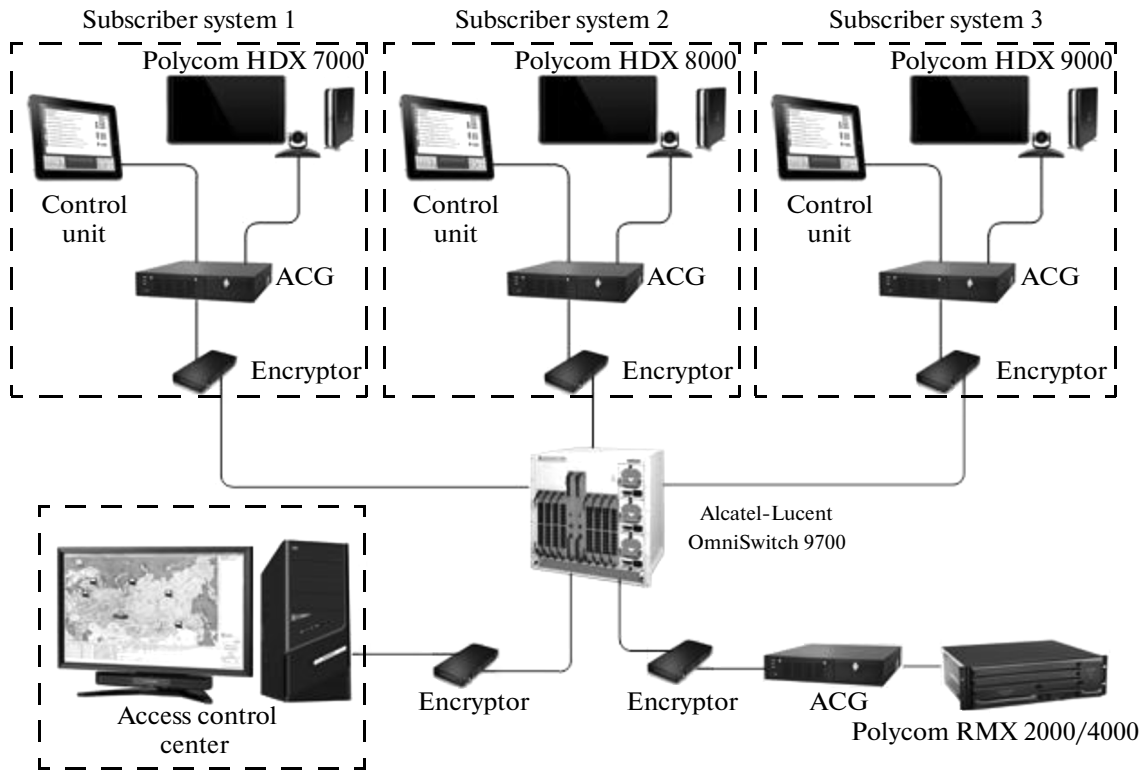 Subscriber system 1
Subscriber system 2
Subscriber system 3
Polycom HDX 7000
Polycom HDX 8000
Polycom HDX 9000
Control
unit
Control
unit
Control
unit
ACG
ACG
ACG
Encryptor
Encryptor
Encryptor
Alcatel-Lucent
OmniSwitch 9700
Access control
center
Encryptor
Encryptor
ACG
Polycom RMX 2000/4000